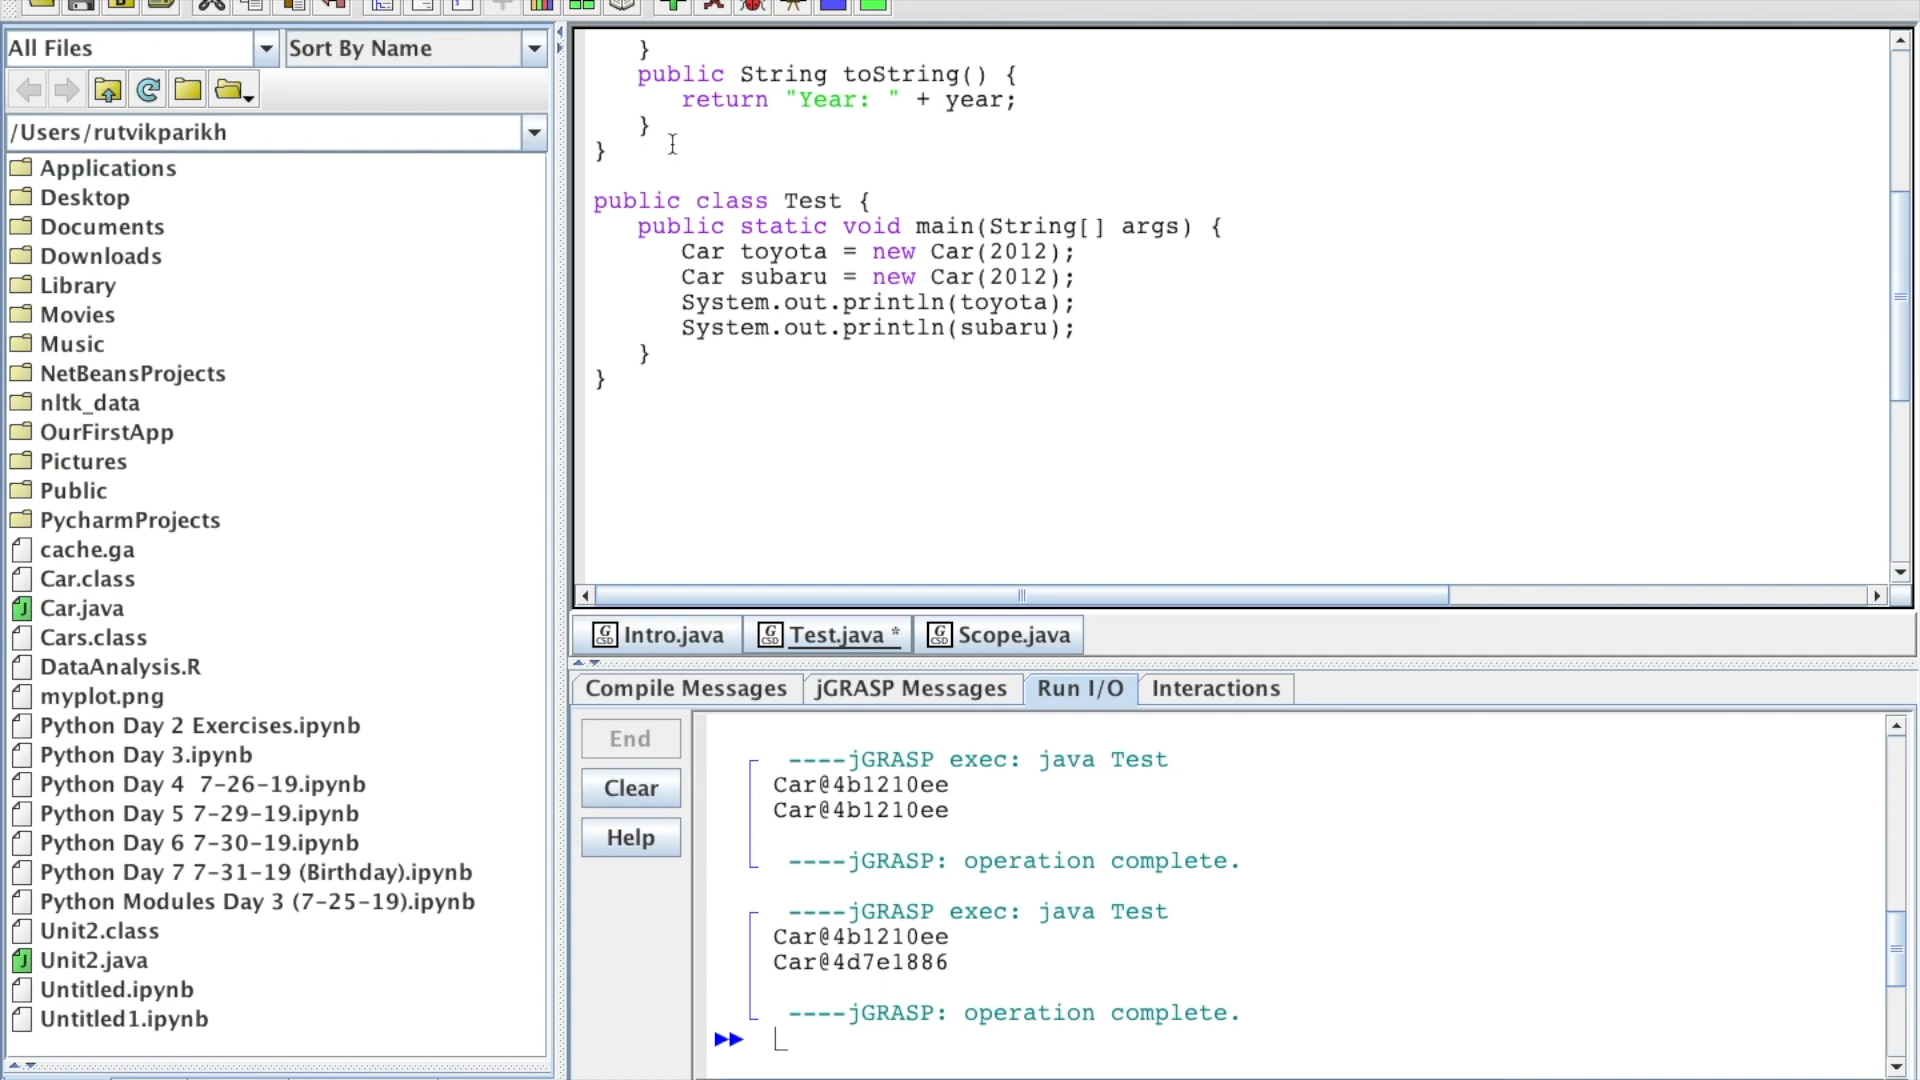 All Files
Sort By Name
/Users/rutvikparikh
Applications
Desktop
Documents
Downloads
Library
Movies
Music
NetBeansProjects
nltk_data
OurFirstApp
Pictures
Public
PycharmProjects
cache.ga
Car.class
Car.java
Cars.class
DataAnalysis.R
myplot.png
Python Day 2 Exercises.ipynb
Python Day 3.ipynb
Python Day 4  7-26-19.ipynb
Python Day 5 7-29-19.ipynb
Python Day 6 7-30-19.ipynb
Python Day 7 7-31-19 (Birthday).ipynb
Python Modules Day 3 (7-25-19).ipynb
Unit2.class
Unit2.java
Untitled.ipynb
Untitled1.ipynb
}
public String toString() {
return "Year: " + year;
}
}
public class Test {
public static void main(String[] args) {
Car toyota = new Car(2012);
Car subaru = new Car(2012);
System.out.println(toyota);
System.out.println(subaru);
}
}
Intro.java
Test.java *
Scope.java
Compile Messages
jGRASP Messages
Run I/O
Interactions
End
Clear
Help
----jGRASP exec: java Test
Car@4b1210ee
Car@4b1210ee
----jGRASP: operation complete.
----jGRASP exec: java Test
Car@4b1210ee
Car@4d7e1886
----jGRASP: operation complete.